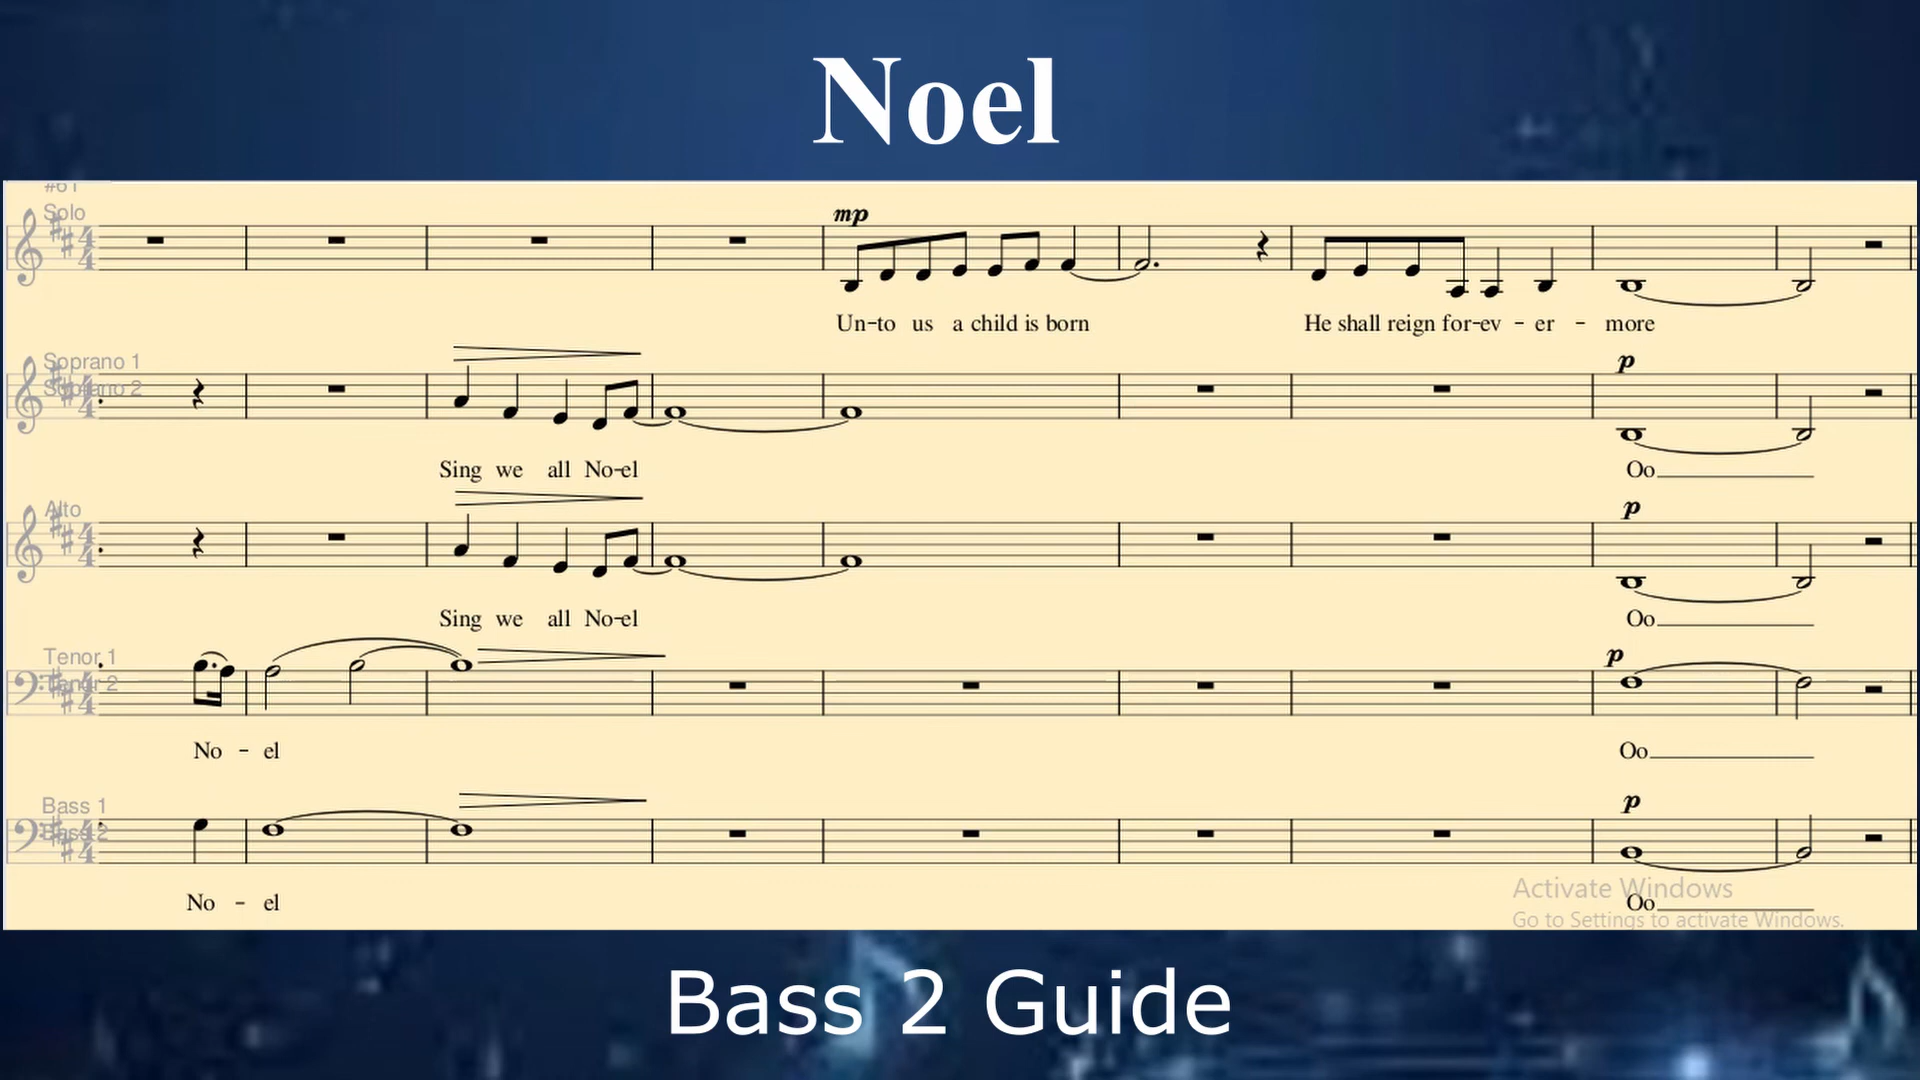 Noel
#61
Solo
mp
Un-to us a child is born He shall reign for-ev - er - more
Soprano 1
Soprano 2
p
Sing we all No-el Oo
Alto
p
Sing we all No-el Oo
Tenor 1
Tenor 2
p
No - el Oo
Bass 1
Bass 2
p
No - el Oo
Activate Windows
Go to Settings to activate Windows.
Bass 2 Guide